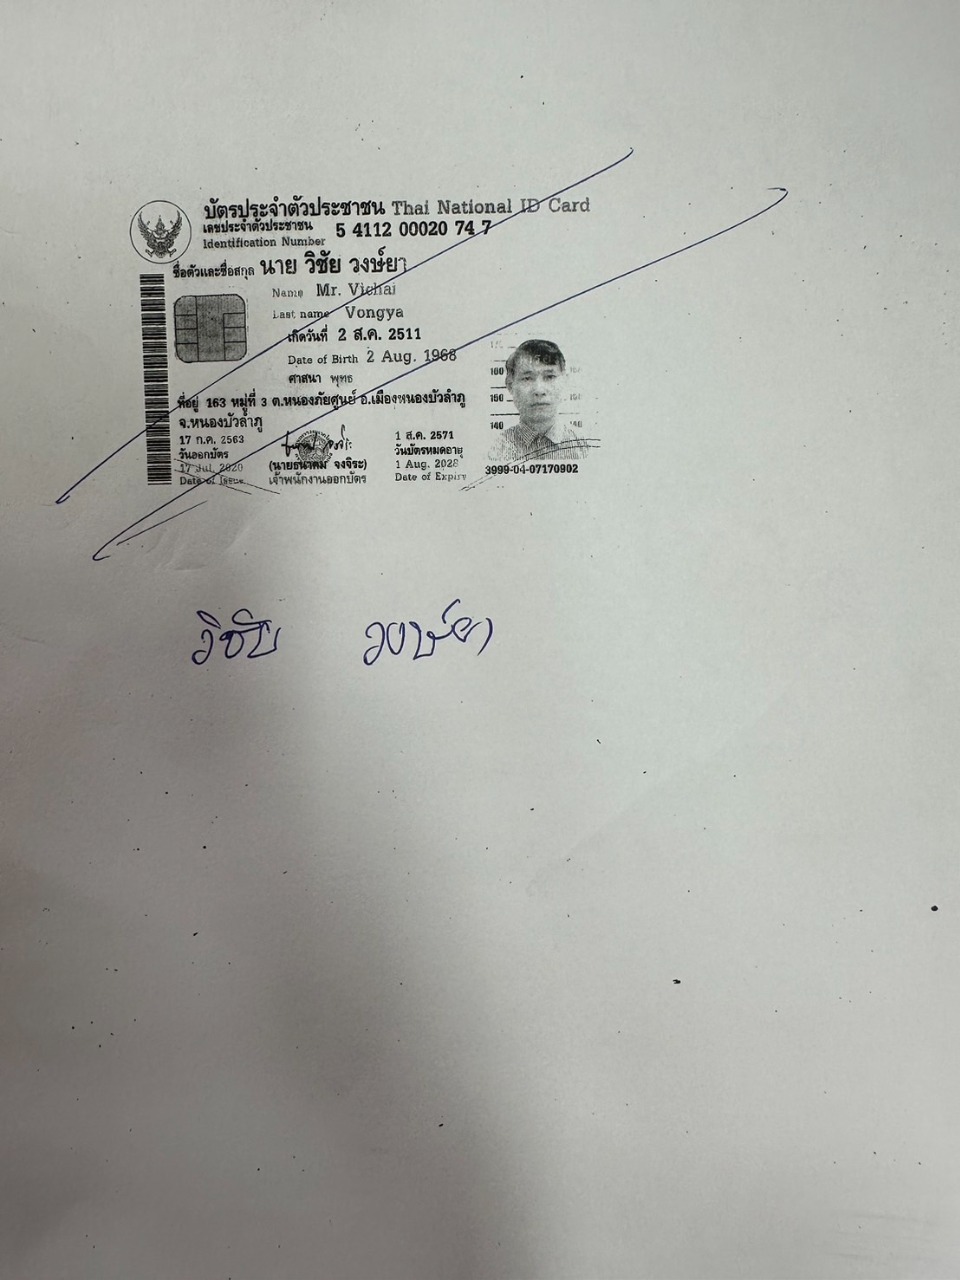 บัตรประจำตัวประชาชน Thai National ID Card
เลขประจำตัวประชาชน 5 4112 00020 74 7
Identification Number
ชื่อตัวและชื่อสกุล นาย วิชัย วงษ์ยา
Name Mr. Vichai
Last name Vongya
เกิดวันที่ 2 ส.ค. 2511
Date of Birth 2 Aug. 1968
ศาสนา พุทธ
ที่อยู่ 163 หมู่ที่ 3 ต.หนองภัยศูนย์ อ.เมืองหนองบัวลำภู
จ.หนองบัวลำภู
17 ก.ค. 2563
วันออกบัตร
17 Jul. 2020
Date of Issue
(นายธนาคม จงจิระ)
เจ้าพนักงานออกบัตร
1 ส.ค. 2571
วันบัตรหมดอายุ
1 Aug. 2028
Date of Expiry
160
150
140
3999-04-07170902
วิชัย วงษ์ยา